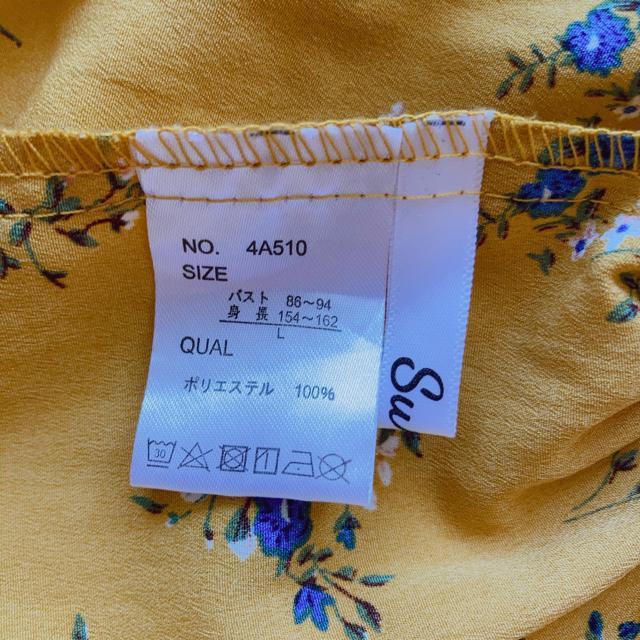 NO. 4A510
SIZE
バスト 86～94
身 長 154～162
L
QUAL
ポリエステル 100%
30
Su